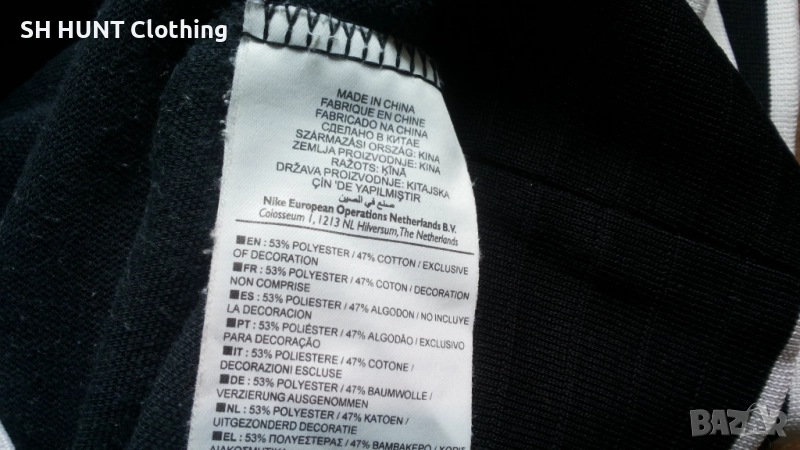 SH HUNT Clothing
MADE IN CHINA
FABRIQUE EN CHINE
FABRICADO NA CHINA
СДЕЛАНО В КИТАЕ
SZÁRMAZÁSI ORSZÁG: KÍNA
ZEMLJA PROIZVODNJE: KINA
RAŽOTS: ĶĪNĀ
DRŽAVA PROIZVODNJE: KITAJSKA
ÇİN 'DE YAPILMIŞTIR
صنع في الصين
Nike European Operations Netherlands B.V.
Colosseum 1, 1213 NL Hilversum, The Netherlands
■EN : 53% POLYESTER / 47% COTTON / EXCLUSIVE
OF DECORATION
■FR : 53% POLYESTER / 47% COTON / DECORATION
NON COMPRISE
■ES : 53% POLIESTER / 47% ALGODON / NO INCLUYE
LA DECORACION
■PT : 53% POLIÉSTER / 47% ALGODÃO / EXCLUSIVO
PARA DECORAÇÃO
■IT : 53% POLIESTERE / 47% COTONE /
DECORAZIONI ESCLUSE
■DE : 53% POLYESTER / 47% BAUMWOLLE /
VERZIERUNG AUSGENOMMEN
■NL : 53% POLYESTER / 47% KATOEN /
UITGEZONDERD DECORATIE
■EL : 53% ΠΟΛΥΕΣΤΕΡΑΣ / 47% ΒΑΜΒΑΚΕΡΟ / ΧΩΡΙΣ
ΔΙΑΚΟΣΜΗΤΙΚΑ
BAZAR